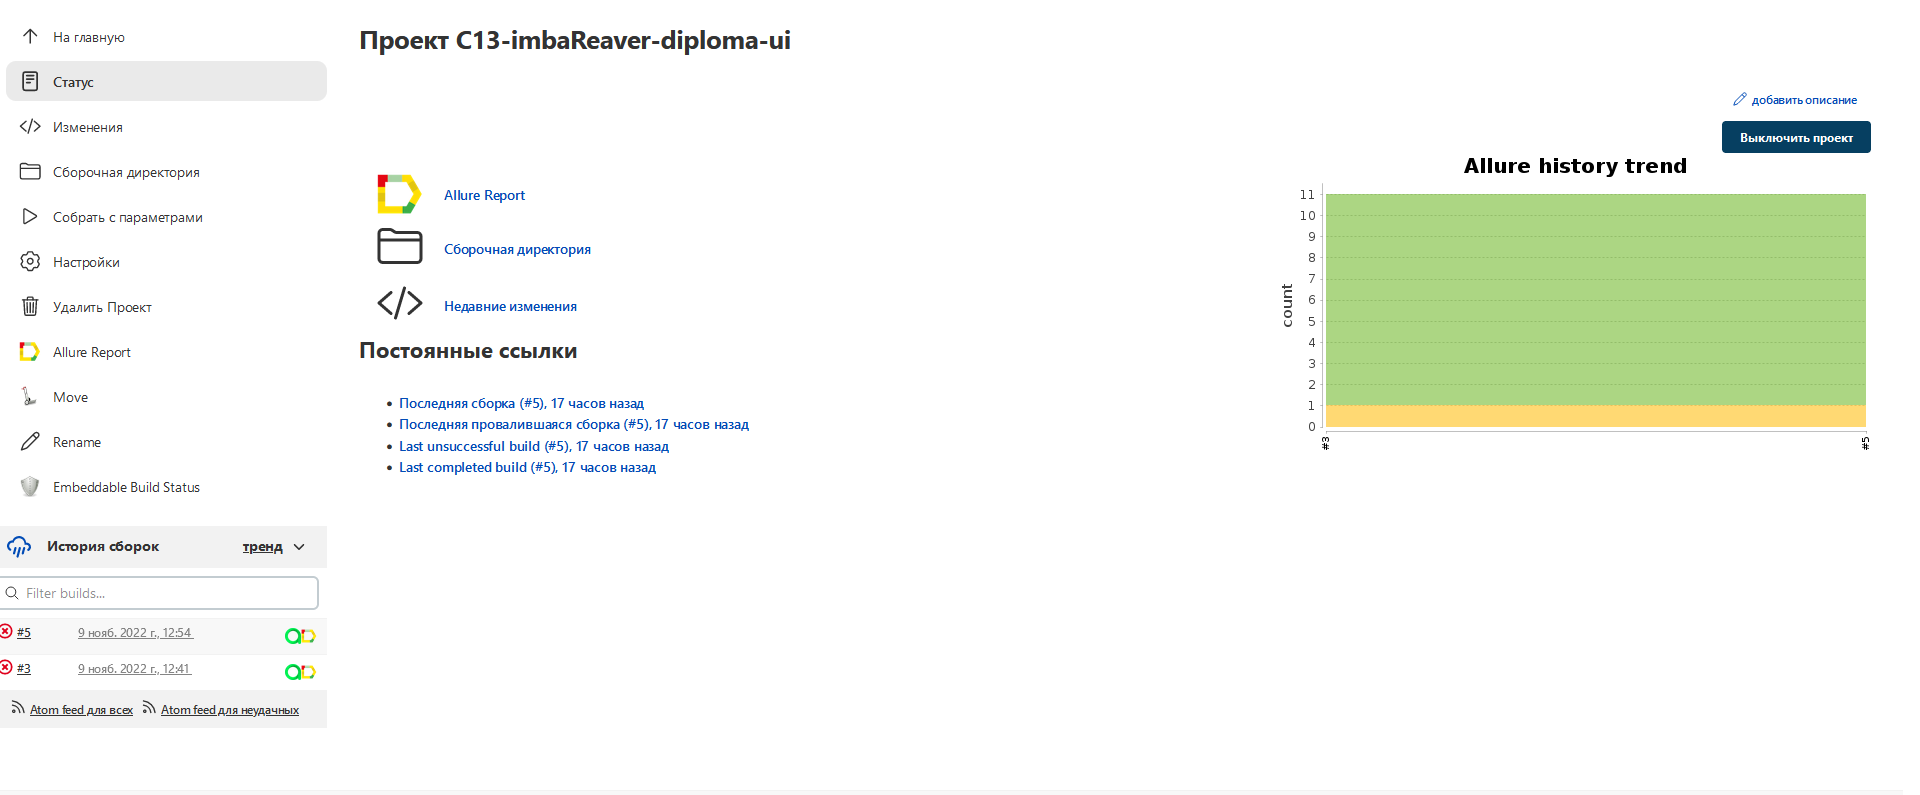 На главную
Статус
Изменения
Сборочная директория
Собрать с параметрами
Настройки
Удалить Проект
Allure Report
Move
Rename
Embeddable Build Status
История сборок
тренд
Filter builds...
#5 9 нояб. 2022 г., 12:54
#3 9 нояб. 2022 г., 12:41
Atom feed для всех Atom feed для неудачных
Проект C13-imbaReaver-diploma-ui
добавить описание
Выключить проект
Allure Report
Сборочная директория
Недавние изменения
Постоянные ссылки
Последняя сборка (#5), 17 часов назад
Последняя провалившаяся сборка (#5), 17 часов назад
Last unsuccessful build (#5), 17 часов назад
Last completed build (#5), 17 часов назад
Allure history trend
count
11
10
9
8
7
6
5
4
3
2
1
0
#3
#5